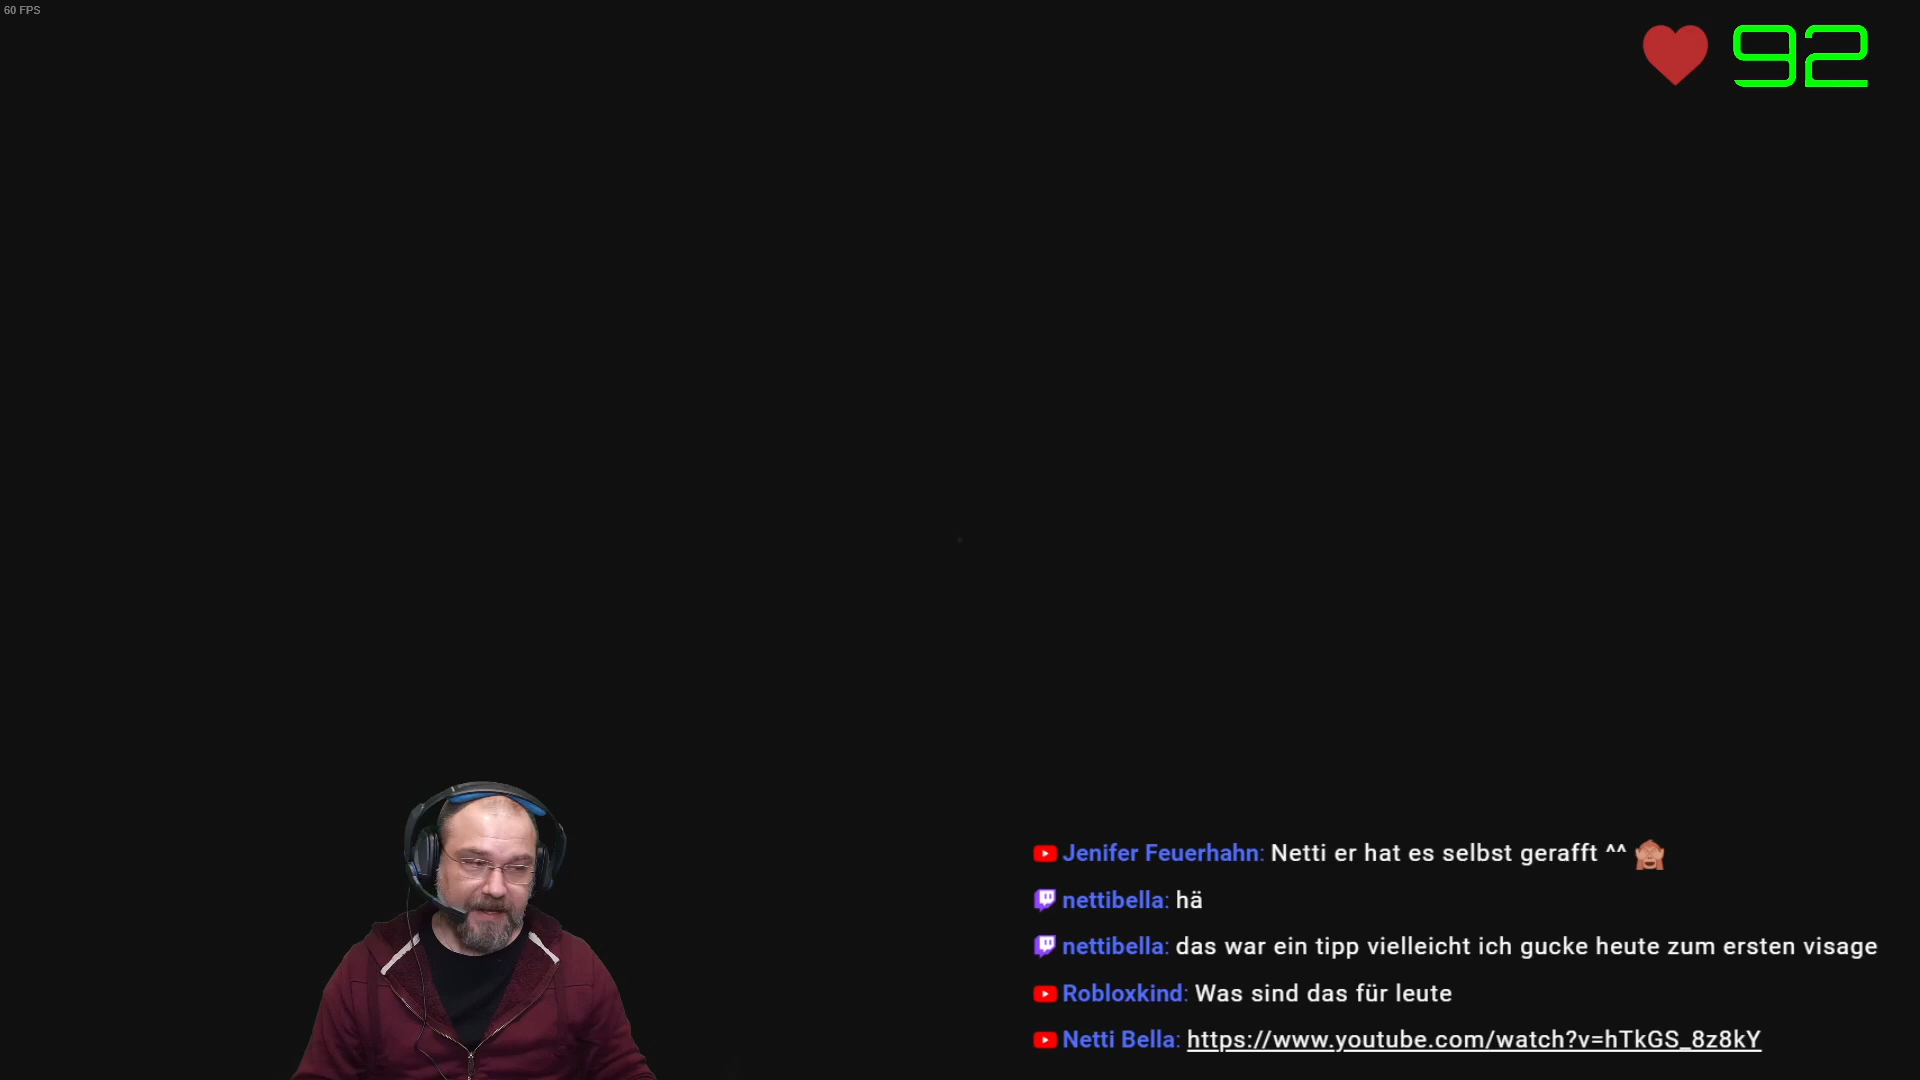 60 FPS
92
Jenifer Feuerhahn: Netti er hat es selbst gerafft ^^ 🙈
nettibella: hä
nettibella: das war ein tipp vielleicht ich gucke heute zum ersten visage
Robloxkind: Was sind das für leute
Netti Bella: https://www.youtube.com/watch?v=hTkGS_8z8kY